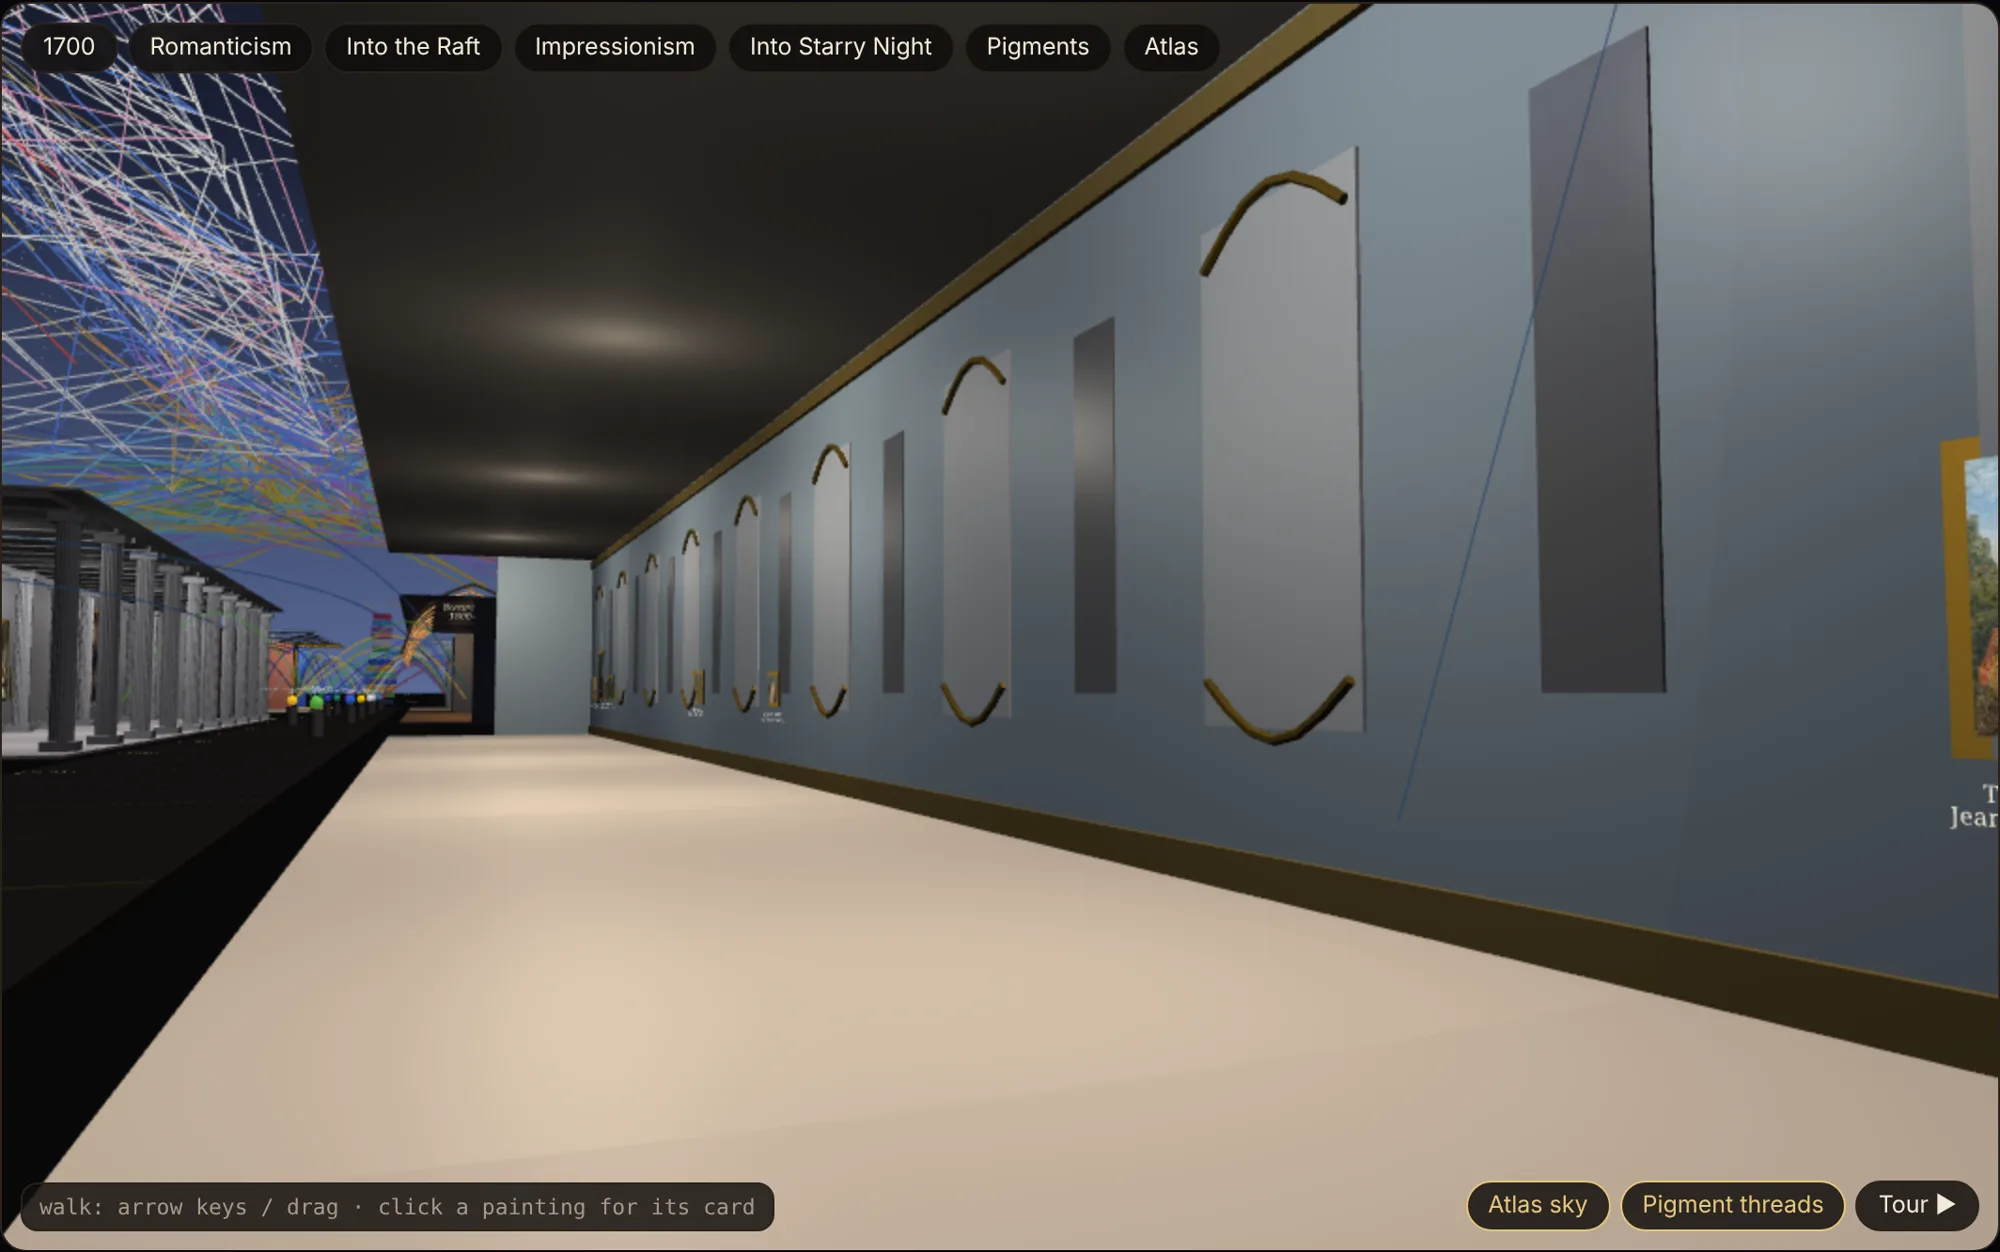 1700
Romanticism
Into the Raft
Impressionism
Into Starry Night
Pigments
Atlas
Jean
walk: arrow keys / drag · click a painting for its card
Atlas sky
Pigment threads
Tour ▶